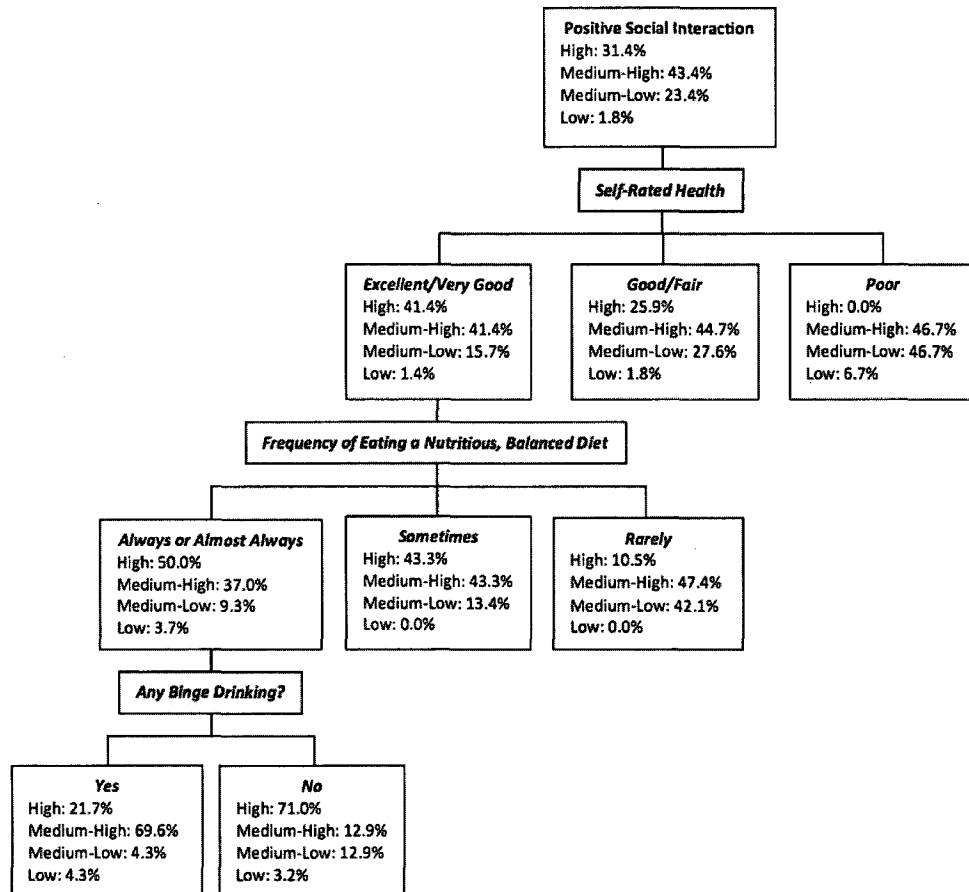 Positive Social Interaction
High: 31.4%
Medium-High: 43.4%
Medium-Low: 23.4%
Low: 1.8%
Self-Rated Health
Excellent/Very Good
High: 41.4%
Medium-High: 41.4%
Medium-Low: 15.7%
Low: 1.4%
Good/Fair
High: 25.9%
Medium-High: 44.7%
Medium-Low: 27.6%
Low: 1.8%
Poor
High: 0.0%
Medium-High: 46.7%
Medium-Low: 46.7%
Low: 6.7%
Frequency of Eating a Nutritious, Balanced Diet
Always or Almost Always
High: 50.0%
Medium-High: 37.0%
Medium-Low: 9.3%
Low: 3.7%
Sometimes
High: 43.3%
Medium-High: 43.3%
Medium-Low: 13.4%
Low: 0.0%
Rarely
High: 10.5%
Medium-High: 47.4%
Medium-Low: 42.1%
Low: 0.0%
Any Binge Drinking?
Yes
High: 21.7%
Medium-High: 69.6%
Medium-Low: 4.3%
Low: 4.3%
No
High: 71.0%
Medium-High: 12.9%
Medium-Low: 12.9%
Low: 3.2%